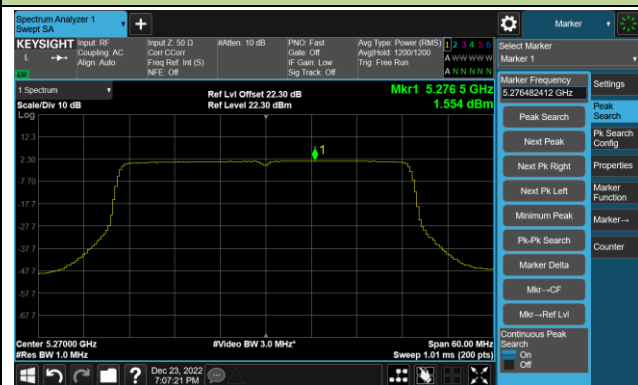 Spectrum Analyzer 1
Swept SA
Marker
KEYSIGHT
L
Input: RF
Coupling: AC
Align: Auto
Input Z: 50 Ω
Corr CCorr
Freq Ref: Int (S)
NFE: Off
#Atten: 10 dB
PNO: Fast
Gate: Off
IF Gain: Low
Sig Track: Off
Avg Type: Power (RMS)
Avg|Hold: 1200/1200
Trig: Free Run
1 2 3 4 5 6
A W W W W W
A N N N N N
Select Marker
Marker 1
1 Spectrum
Scale/Div 10 dB
Log
Ref Lvl Offset 22.30 dB
Ref Level 22.30 dBm
Mkr1 5.276 5 GHz
1.554 dBm
12.3
2.30
-7.70
-17.7
-27.7
-37.7
-47.7
-57.7
-67.7
1
Center 5.27000 GHz
#Res BW 1.0 MHz
#Video BW 3.0 MHz*
Span 60.00 MHz
Sweep 1.01 ms (200 pts)
Marker Frequency
5.276482412 GHz
Peak Search
Next Peak
Next Pk Right
Next Pk Left
Minimum Peak
Pk-Pk Search
Marker Delta
Mkr→CF
Mkr→Ref Lvl
Continuous Peak
Search
On
Off
Settings
Peak
Search
Pk Search
Config
Properties
Marker
Function
Marker→
Counter
Dec 23, 2022
7:07:21 PM